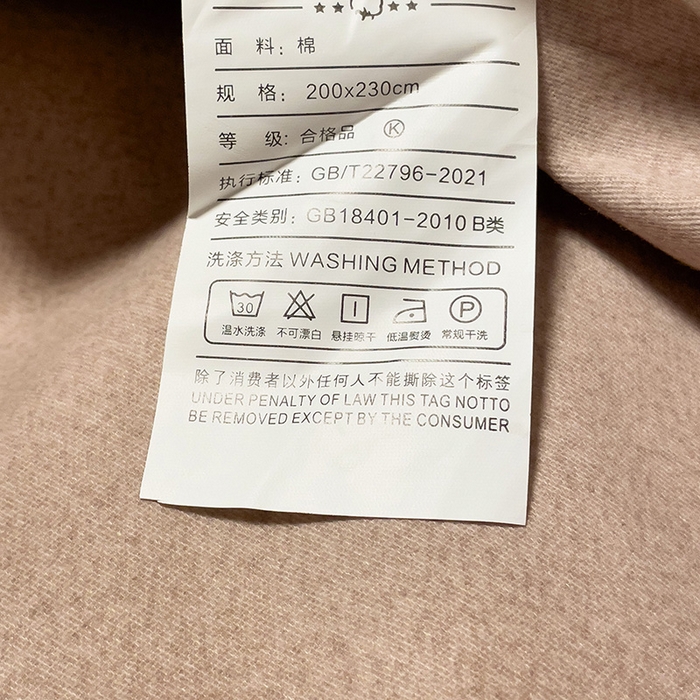 面 料：棉
规 格：200x230cm
等 级：合格品 Ⓚ
执行标准：GB/T22796-2021
安全类别：GB18401-2010 B类
洗涤方法 WASHING METHOD
30 I P
温水洗涤 不可漂白 悬挂晾干 低温熨烫 常规干洗
除了消费者以外任何人不能撕除这个标签
UNDER PENALTY OF LAW THIS TAG NOTTO
BE REMOVED EXCEPT BY THE CONSUMER